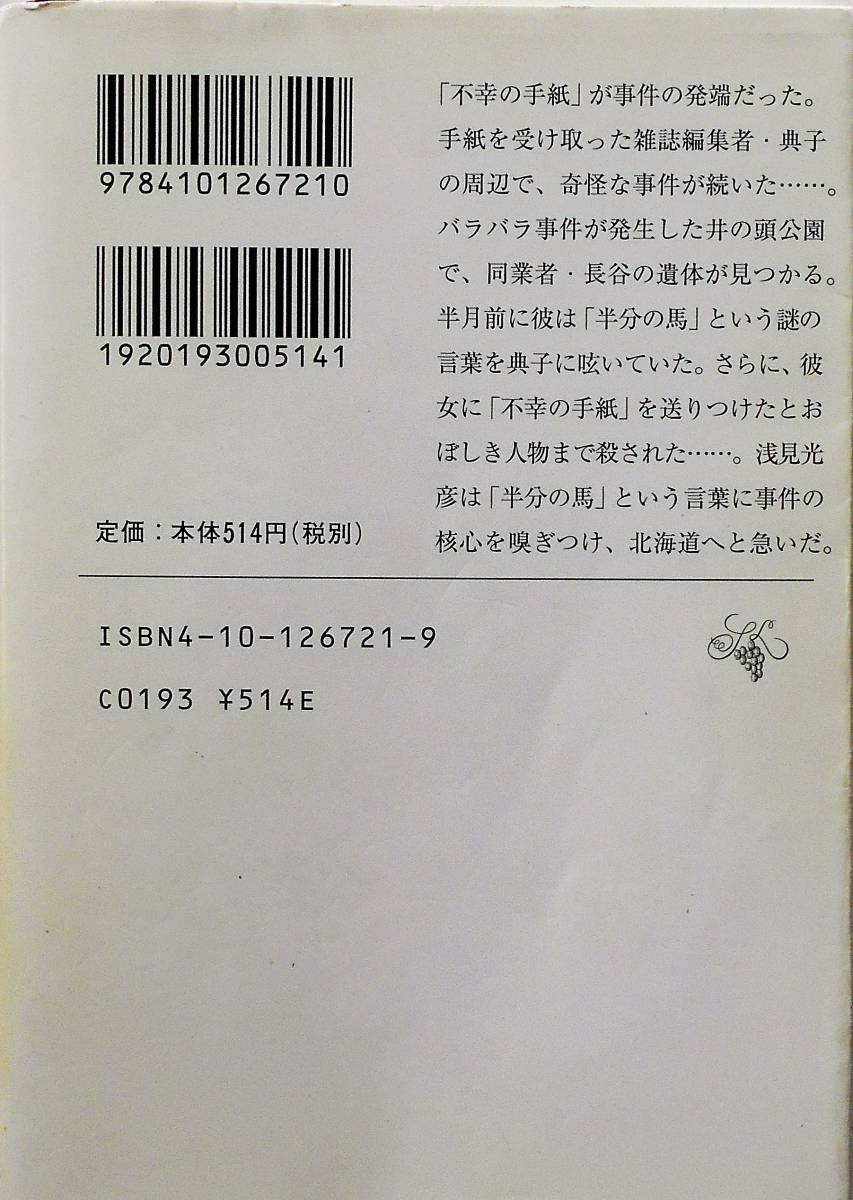 9784101267210
1920193005141
定価：本体514円(税別)
「不幸の手紙」が事件の発端だった。
手紙を受け取った雑誌編集者・典子
の周辺で、奇怪な事件が続いた……。
バラバラ事件が発生した井の頭公園
で、同業者・長谷の遺体が見つかる。
半月前に彼は「半分の馬」という謎の
言葉を典子に呟いていた。さらに、彼
女に「不幸の手紙」を送りつけたとお
ぼしき人物まで殺された……。浅見光
彦は「半分の馬」という言葉に事件の
核心を嗅ぎつけ、北海道へと急いだ。
ISBN4-10-126721-9
C0193 ¥514E
SK